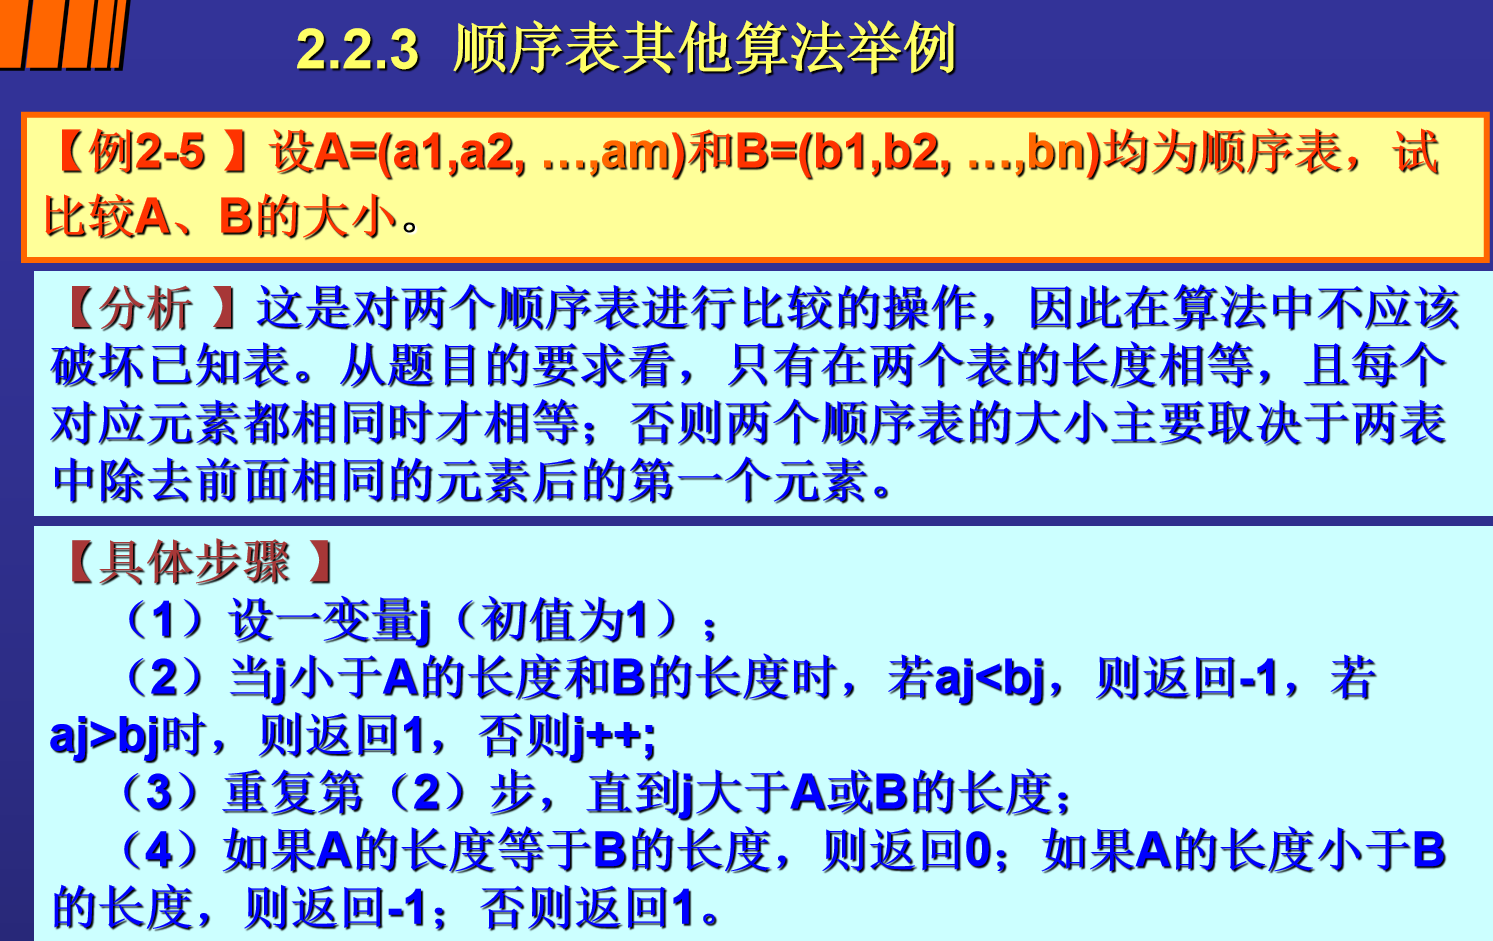 2.2.3 顺序表其他算法举例
【例2-5 】设A=(a1,a2, …,am)和B=(b1,b2, …,bn)均为顺序表，试
比较A、B的大小。
【分析 】这是对两个顺序表进行比较的操作，因此在算法中不应该
破坏已知表。从题目的要求看，只有在两个表的长度相等，且每个
对应元素都相同时才相等；否则两个顺序表的大小主要取决于两表
中除去前面相同的元素后的第一个元素。
【具体步骤 】
（1）设一变量j（初值为1）；
（2）当j小于A的长度和B的长度时，若aj<bj，则返回-1，若
aj>bj时，则返回1，否则j++;
（3）重复第（2）步，直到j大于A或B的长度；
（4）如果A的长度等于B的长度，则返回0；如果A的长度小于B
的长度，则返回-1；否则返回1。